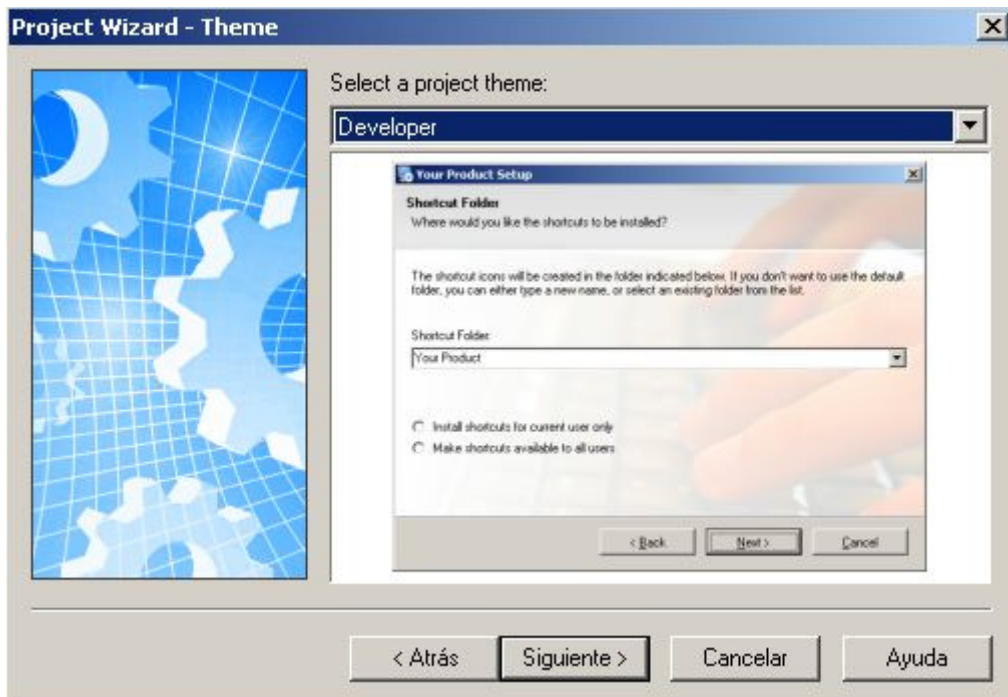 Project Wizard - Theme
Select a project theme:
Developer
Your Product Setup
Shortcut Folder
Where would you like the shortcuts to be installed?
The shortcut icons will be created in the folder indicated below. If you don't want to use the default
folder, you can either type a new name, or select an existing folder from the list.
Shortcut Folder:
Your Product
Install shortcuts for current user only
Make shortcuts available to all users
< Back
Next >
Cancel
< Atrás
Siguiente >
Cancelar
Ayuda